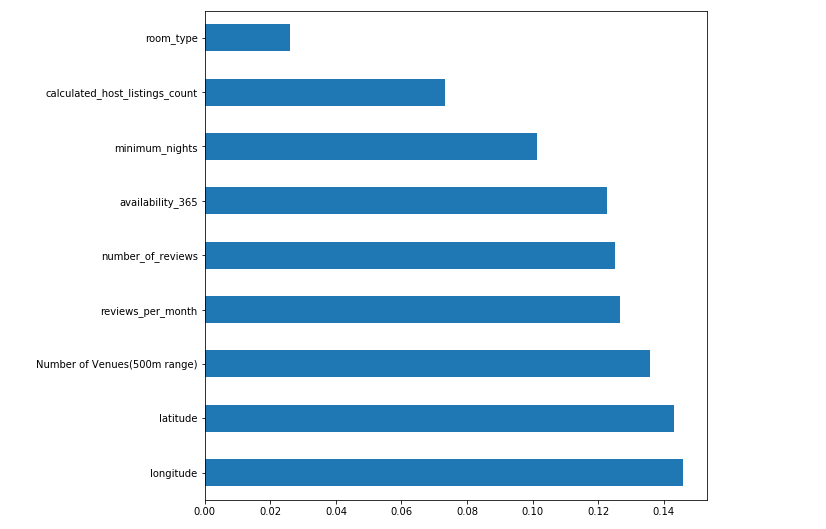 room_type
calculated_host_listings_count
minimum_nights
availability_365
number_of_reviews
reviews_per_month
Number of Venues(500m range)
latitude
longitude
0.00 0.02 0.04 0.06 0.08 0.10 0.12 0.14